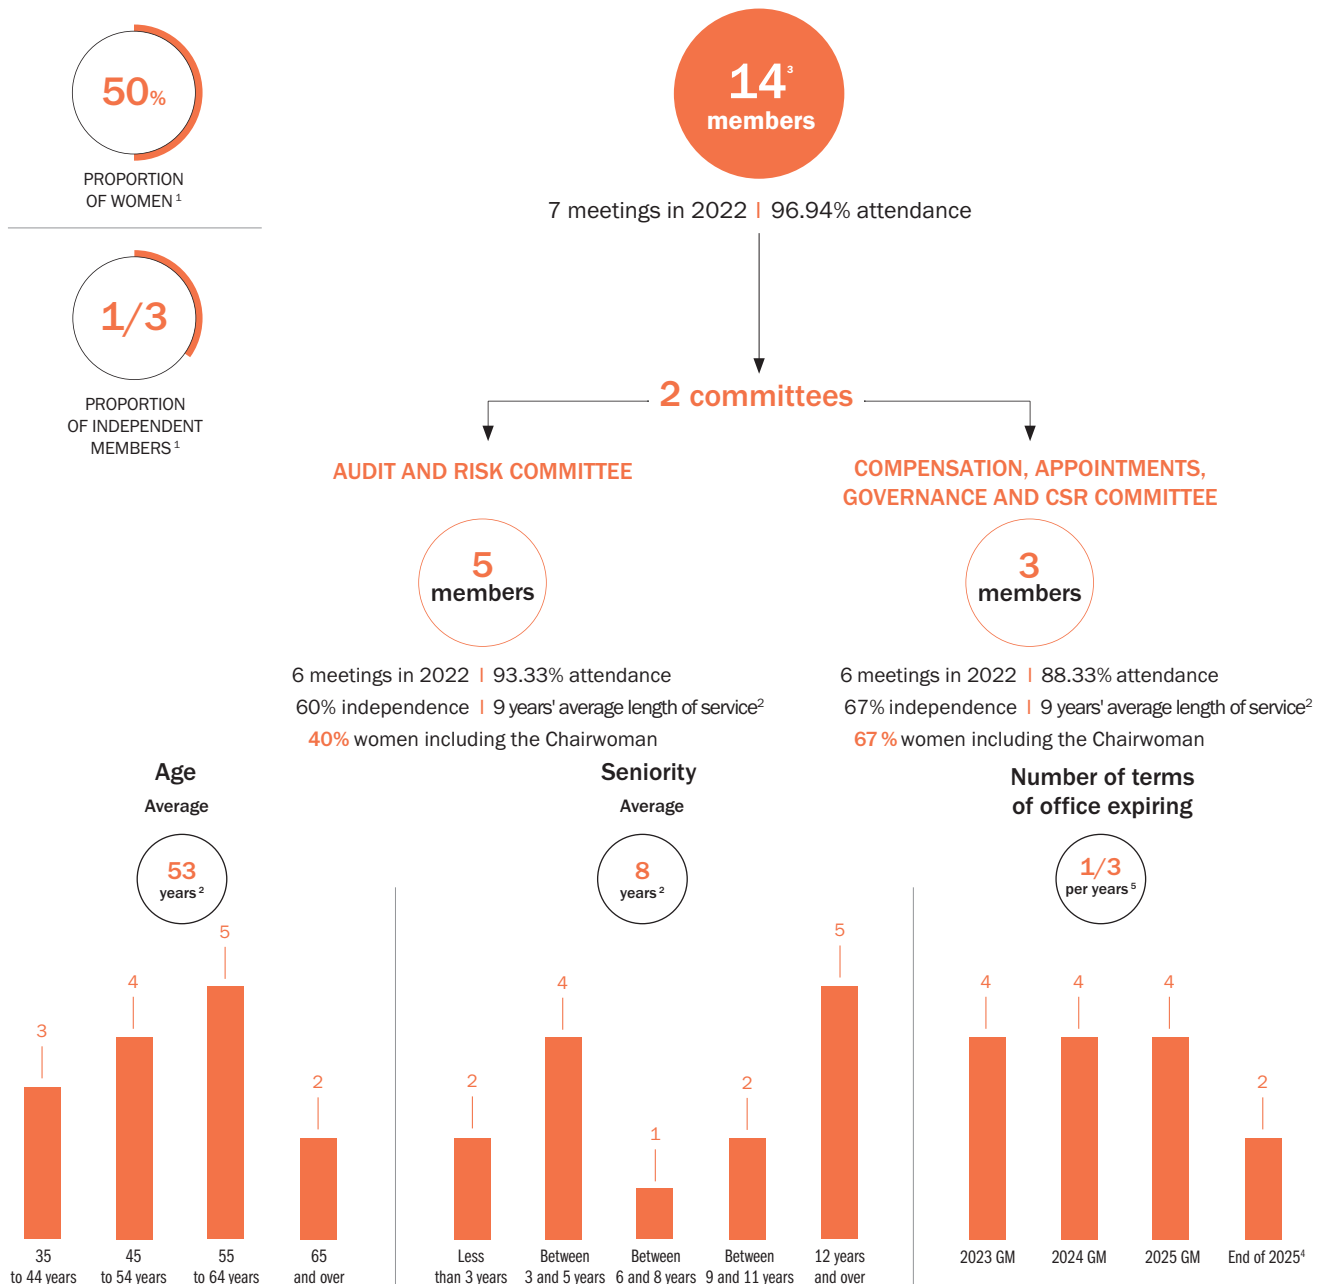 50%
PROPORTION
OF WOMEN 1
1/3
PROPORTION
OF INDEPENDENT
MEMBERS 1
14 3
members
7 meetings in 2022 | 96.94% attendance
2 committees
AUDIT AND RISK COMMITTEE
5
members
6 meetings in 2022 | 93.33% attendance
60% independence | 9 years' average length of service2
40% women including the Chairwoman
COMPENSATION, APPOINTMENTS,
GOVERNANCE AND CSR COMMITTEE
3
members
6 meetings in 2022 | 88.33% attendance
67% independence | 9 years' average length of service2
67 % women including the Chairwoman
Age
Average
53
years 2
3
4
5
2
35
to 44 years
45
to 54 years
55
to 64 years
65
and over
Seniority
Average
8
years 2
2
4
1
2
5
Less
than 3 years
Between
3 and 5 years
Between
6 and 8 years
Between
9 and 11 years
12 years
and over
Number of terms
of office expiring
1/3
per years 5
4
4
4
2
2023 GM
2024 GM
2025 GM
End of 20254